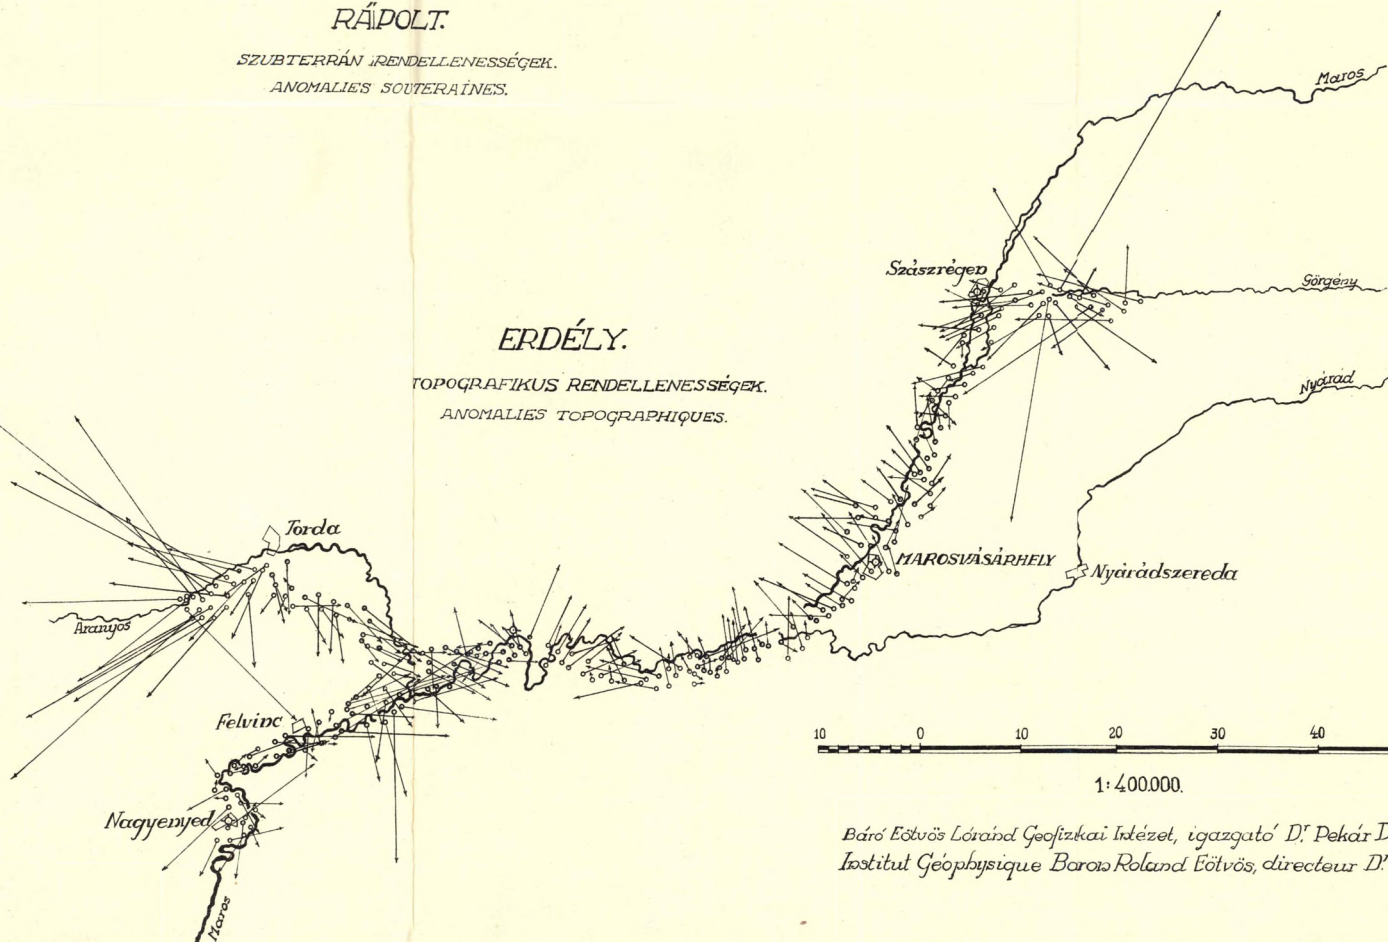 RÁPOLT.
SZUBTERRÁN RENDELLENESSÉGEK.
ANOMALIES SOUTERAINES.
Maros
Szászrégen
Görgény
ERDÉLY.
TOPOGRAFIKUS RENDELLENESSÉGEK.
ANOMALIES TOPOGRAPHIQUES.
Nyárád
Torda
MAROSVÁSÁRHELY
Nyárádszereda
Aranyos
Felvinc
10 0 10 20 30 40
1:400.000.
Nagyenyed
Báró Eötvös Lóránd Geofizikai Intézet, igazgató Dr. Pekár D
Institut Géophysique Baron Roland Eötvös, directeur Dr.
Maros